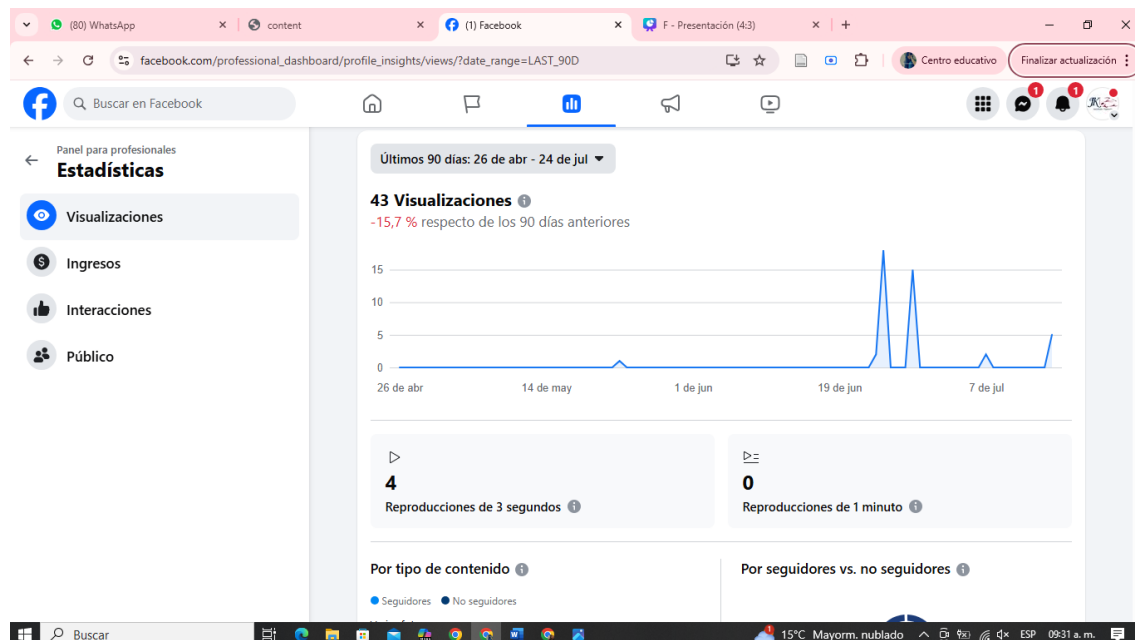 (80) WhatsApp
content
(1) Facebook
F - Presentación (4:3)
facebook.com/professional_dashboard/profile_insights/views/?date_range=LAST_90D
Centro educativo
Finalizar actualización
Buscar en Facebook
1
1
Panel para profesionales
Estadísticas
Visualizaciones
Ingresos
Interacciones
Público
Últimos 90 días: 26 de abr - 24 de jul
43 Visualizaciones
-15,7 % respecto de los 90 días anteriores
15
10
5
0
26 de abr
14 de may
1 de jun
19 de jun
7 de jul
4
Reproducciones de 3 segundos
0
Reproducciones de 1 minuto
Por tipo de contenido
Seguidores
No seguidores
Por seguidores vs. no seguidores
Buscar
15°C Mayorm. nublado
ESP
09:31 a. m.